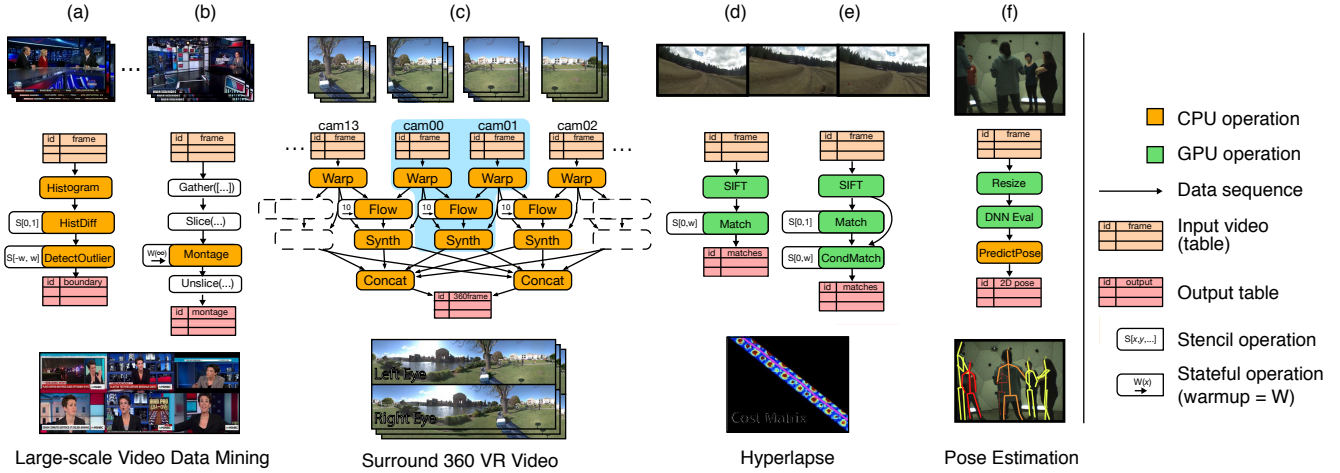 (a)
(b)
(c)
(d)
(e)
(f)
cam13
cam00
cam01
cam02
... id frame
id frame
id frame
id frame ...
id frame
Histogram
S[0,1] HistDiff
S[-w, w] DetectOutlier
id boundary
id frame
Gather([...])
Slice(...)
W(∞) Montage
Unslice(...)
id montage
Warp Warp Warp Warp
10 Flow 10 Flow 10 Flow
Synth Synth Synth
Concat Concat
id 360frame
Left Eye
Right Eye
id frame
SIFT
S[0,w] Match
id matches
id frame
SIFT
S[0,1] Match
S[0,w] CondMatch
id matches
Cost Matrix
id frame
Resize
DNN Eval
PredictPose
id 2D pose
CPU operation
GPU operation
Data sequence
id frame
Input video
(table)
id output
Output table
S[x,y,...] Stencil operation
W(x) Stateful operation
(warmup = W)
Large-scale Video Data Mining
Surround 360 VR Video
Hyperlapse
Pose Estimation